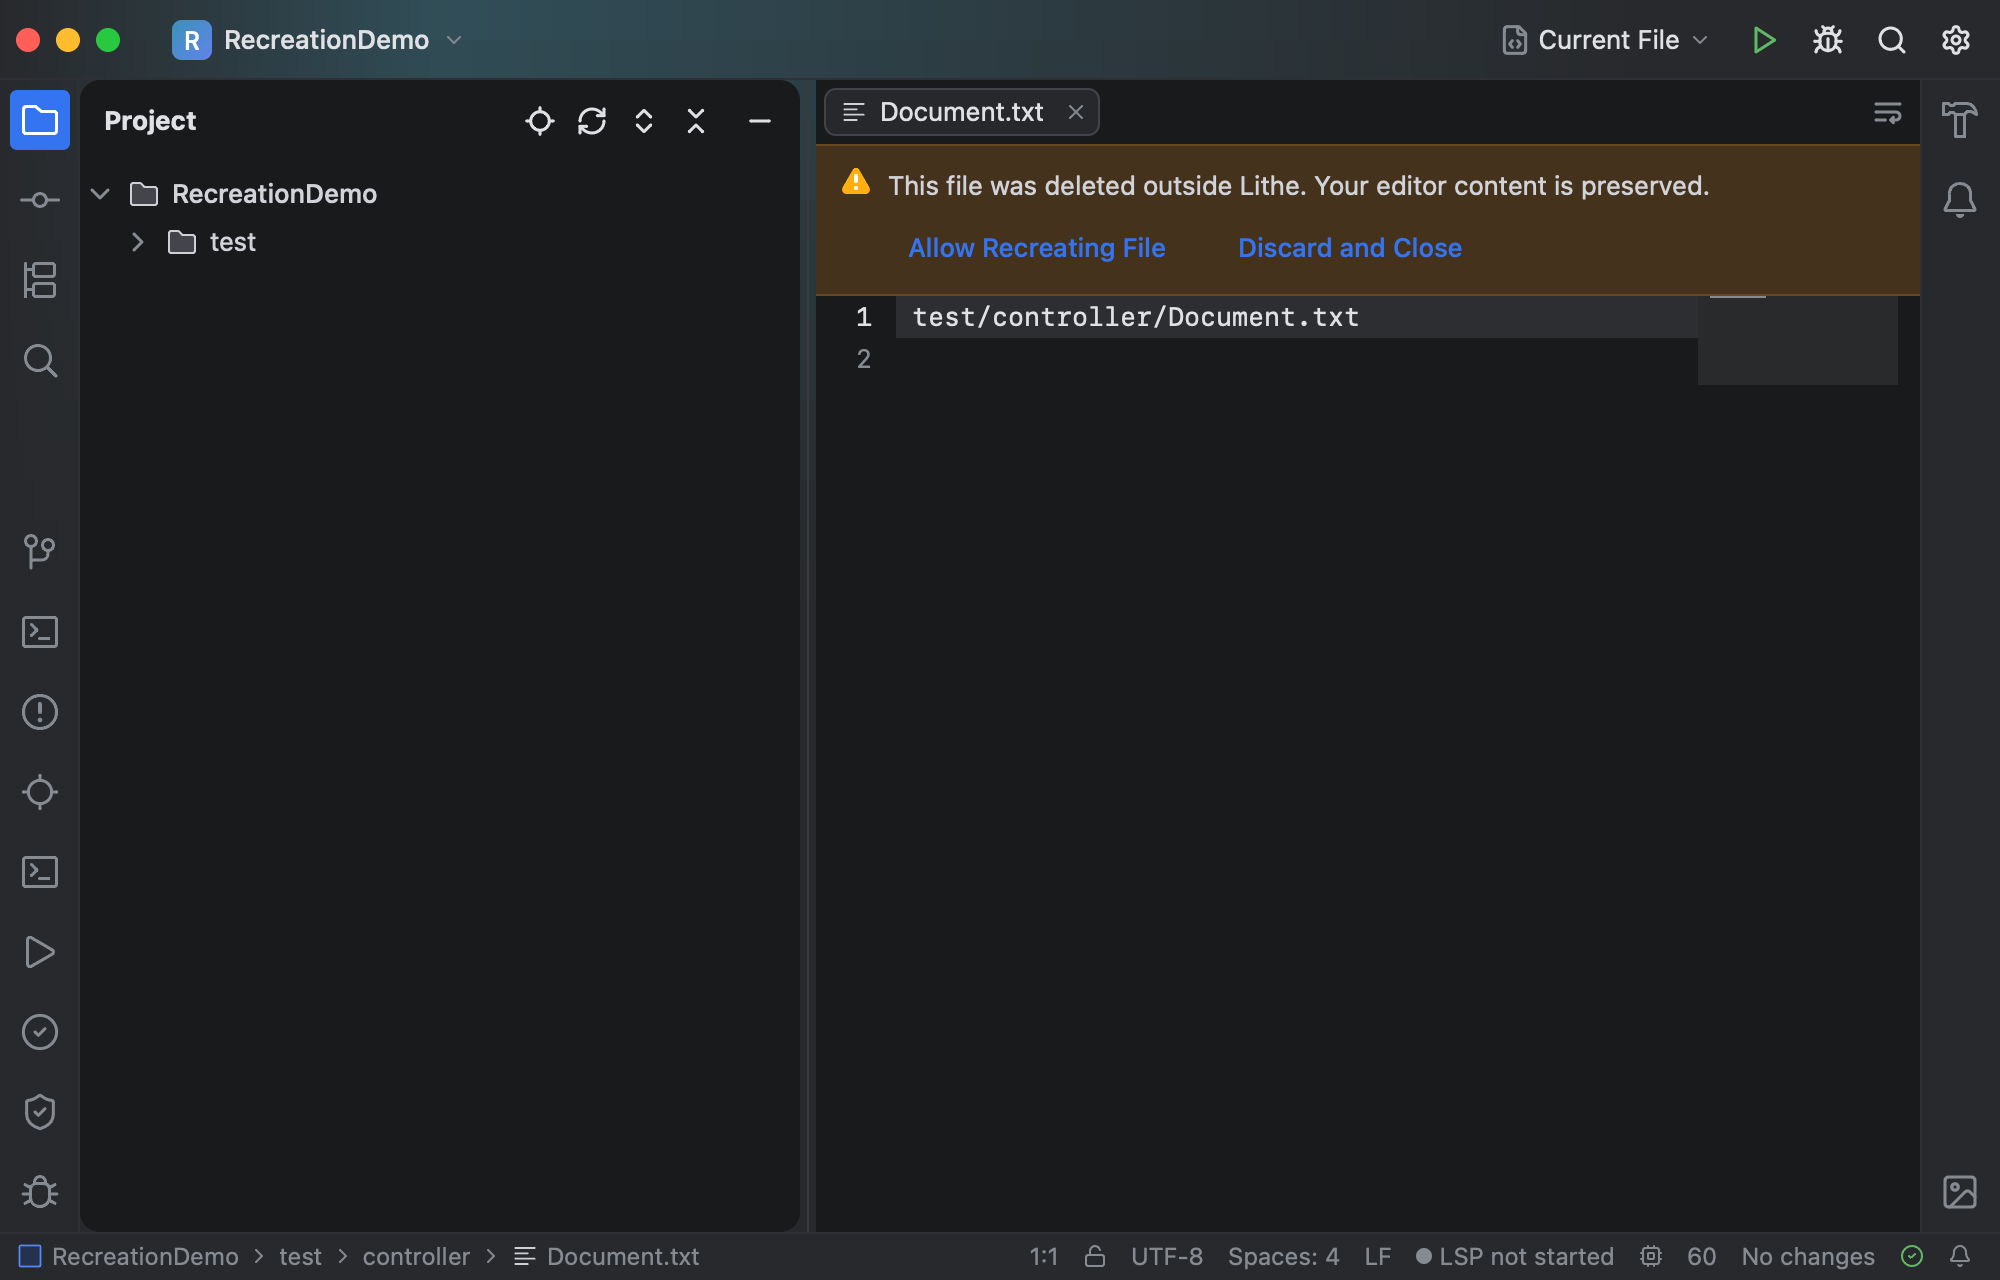 R RecreationDemo
Current File
Project
Document.txt
RecreationDemo
test
This file was deleted outside Lithe. Your editor content is preserved.
Allow Recreating File Discard and Close
1 test/controller/Document.txt
2
RecreationDemo > test > controller > Document.txt
1:1 UTF-8 Spaces: 4 LF LSP not started 60 No changes